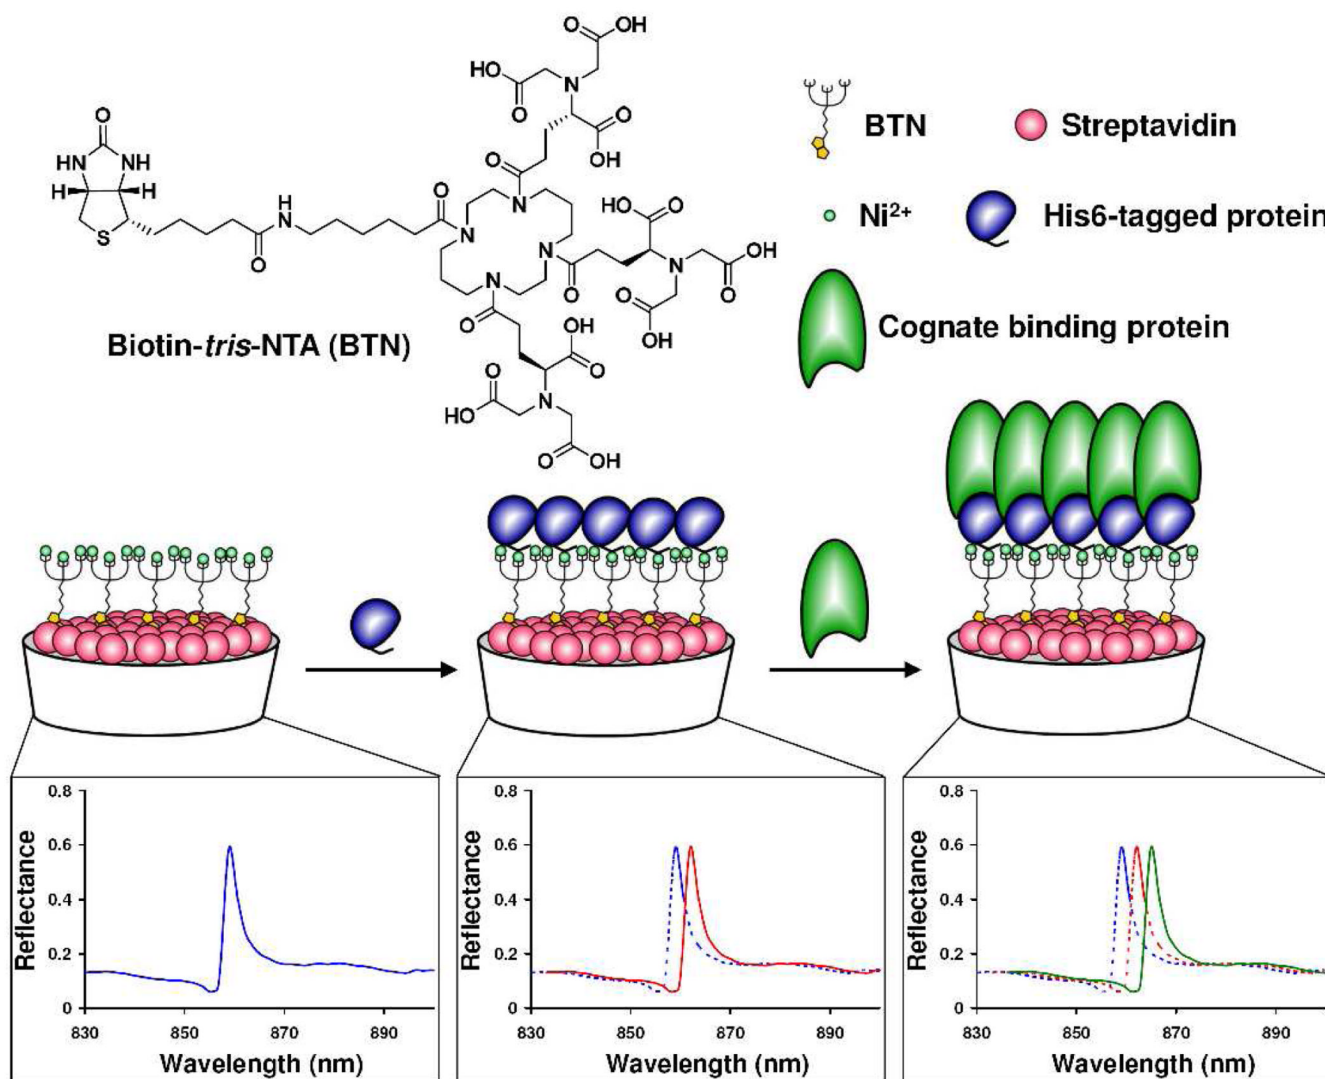 O
HN NH
H H
S
O
N
H
O
N
N
N
N
O
O
HO
O
N
O
OH
O
OH
O
HO
O
O
N
O
OH
O
OH
O
OH
O
HO
O
N
O
OH
Biotin-tris-NTA (BTN)
BTN
Streptavidin
Ni²⁺
His6-tagged protein
Cognate binding protein
Reflectance
0.8
0.6
0.4
0.2
0
830 850 870 890
Wavelength (nm)
Reflectance
0.8
0.6
0.4
0.2
0
830 850 870 890
Wavelength (nm)
Reflectance
0.8
0.6
0.4
0.2
0
830 850 870 890
Wavelength (nm)